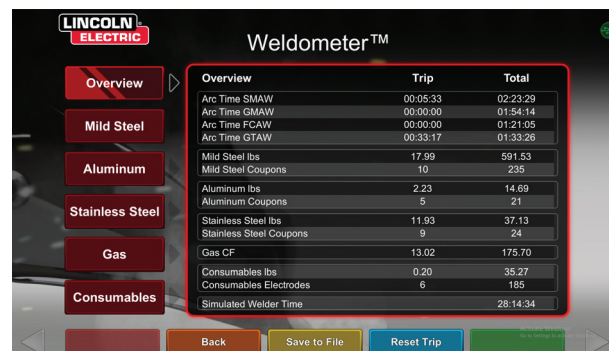 LINCOLN
ELECTRIC
Weldometer™
Overview
Mild Steel
Aluminum
Stainless Steel
Gas
Consumables
Overview Trip Total
Arc Time SMAW 00:05:33 02:23:29
Arc Time GMAW 00:00:00 01:54:14
Arc Time FCAW 00:00:00 01:21:05
Arc Time GTAW 00:33:17 01:33:26
Mild Steel lbs 17.99 591.53
Mild Steel Coupons 10 235
Aluminum lbs 2.23 14.69
Aluminum Coupons 5 21
Stainless Steel lbs 11.93 37.13
Stainless Steel Coupons 9 24
Gas CF 13.02 175.70
Consumables lbs 0.20 35.27
Consumables Electrodes 6 185
Simulated Welder Time 28:14:34
Back Save to File Reset Trip